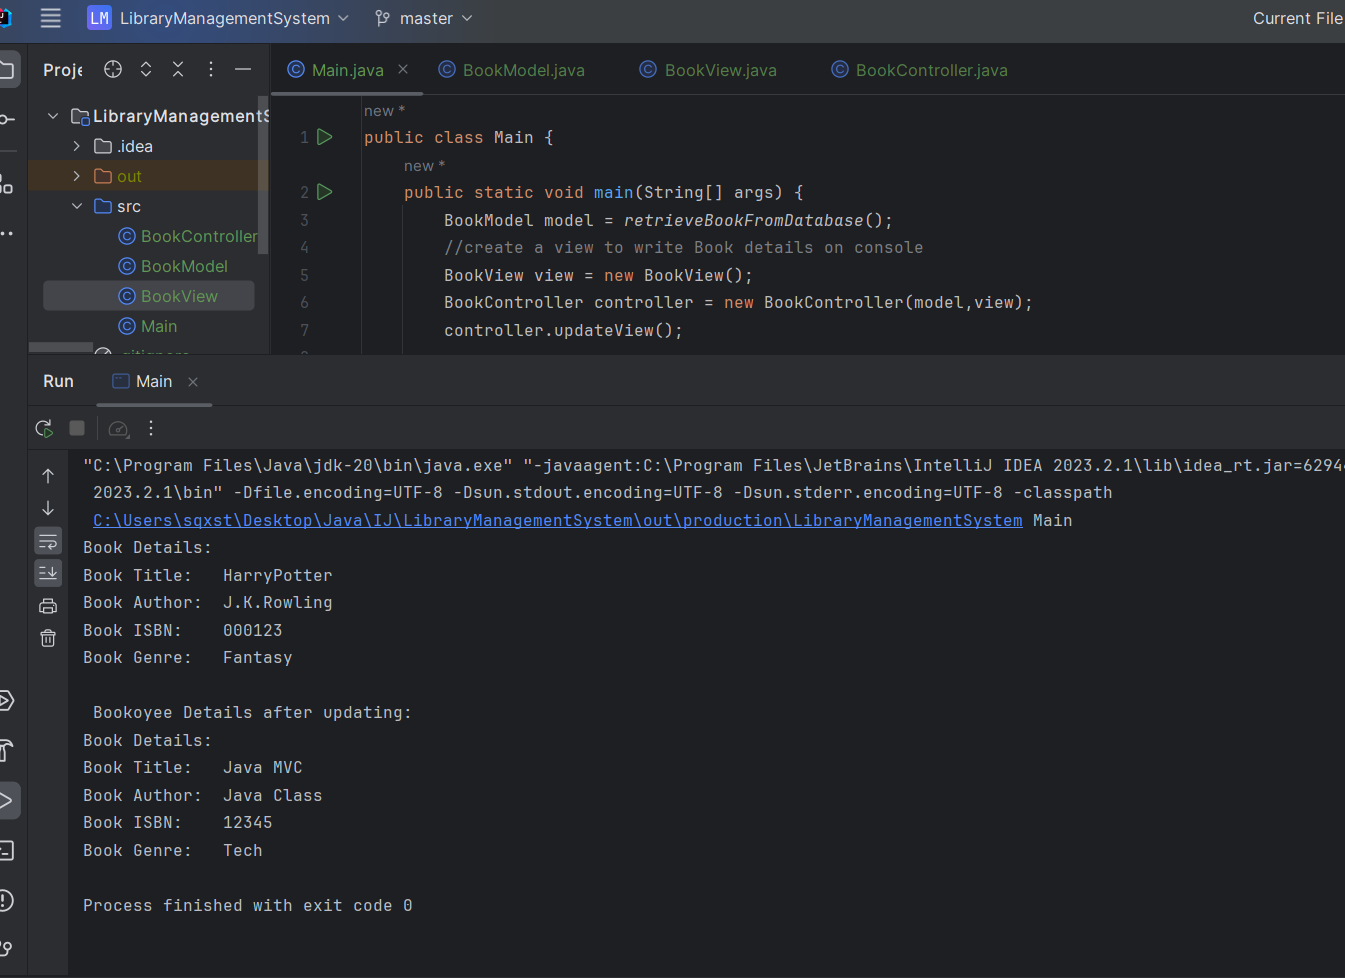 LM LibraryManagementSystem master Current File
Proje
Main.java BookModel.java BookView.java BookController.java
LibraryManagementS
.idea
out
src
BookController
BookModel
BookView
Main
.gitignore
new *
1 public class Main {
new *
2 public static void main(String[] args) {
3 BookModel model = retrieveBookFromDatabase();
4 //create a view to write Book details on console
5 BookView view = new BookView();
6 BookController controller = new BookController(model,view);
7 controller.updateView();
Run Main
"C:\Program Files\Java\jdk-20\bin\java.exe" "-javaagent:C:\Program Files\JetBrains\IntelliJ IDEA 2023.2.1\lib\idea_rt.jar=6294
2023.2.1\bin" -Dfile.encoding=UTF-8 -Dsun.stdout.encoding=UTF-8 -Dsun.stderr.encoding=UTF-8 -classpath
C:\Users\sqxst\Desktop\Java\IJ\LibraryManagementSystem\out\production\LibraryManagementSystem Main
Book Details:
Book Title: HarryPotter
Book Author: J.K.Rowling
Book ISBN: 000123
Book Genre: Fantasy
Bookoyee Details after updating:
Book Details:
Book Title: Java MVC
Book Author: Java Class
Book ISBN: 12345
Book Genre: Tech
Process finished with exit code 0